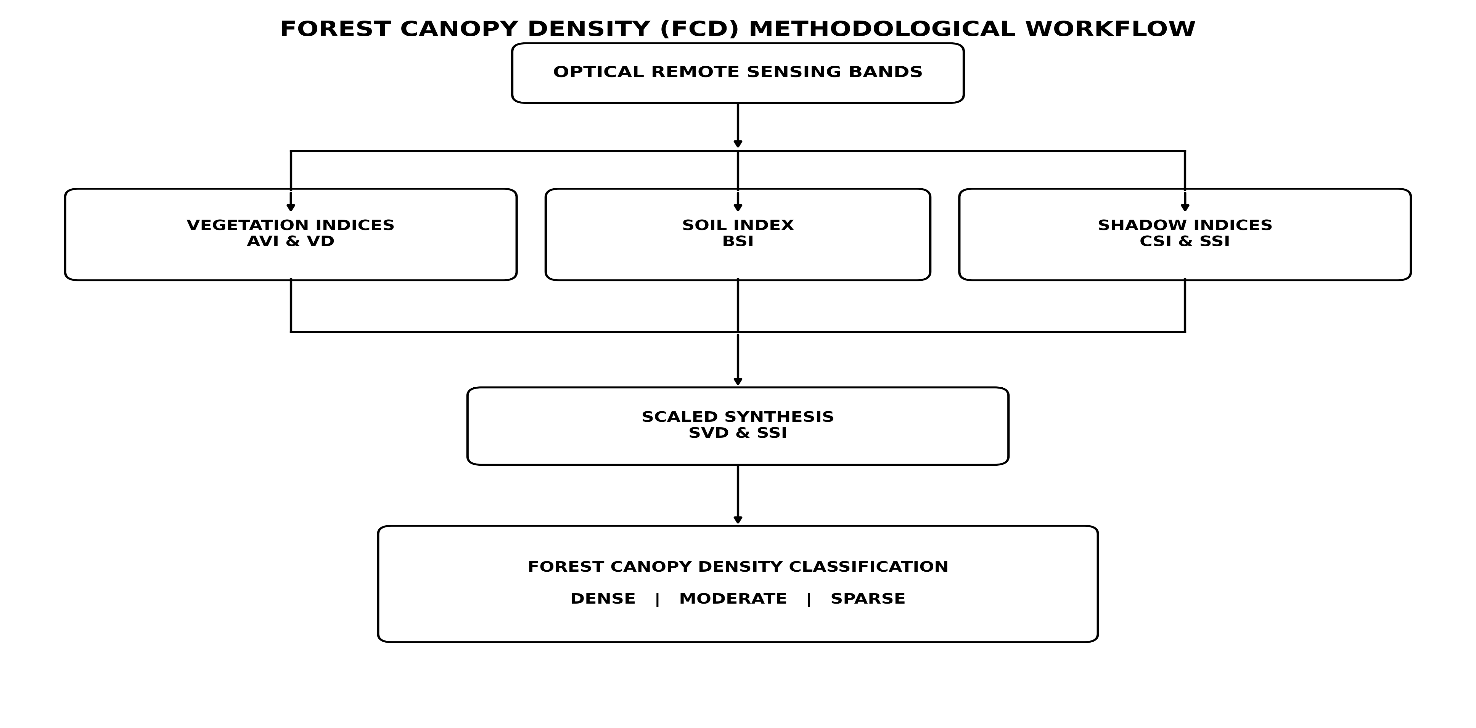 FOREST CANOPY DENSITY (FCD) METHODOLOGICAL WORKFLOW
OPTICAL REMOTE SENSING BANDS
VEGETATION INDICES
AVI & VD
SOIL INDEX
BSI
SHADOW INDICES
CSI & SSI
SCALED SYNTHESIS
SVD & SSI
FOREST CANOPY DENSITY CLASSIFICATION
DENSE | MODERATE | SPARSE